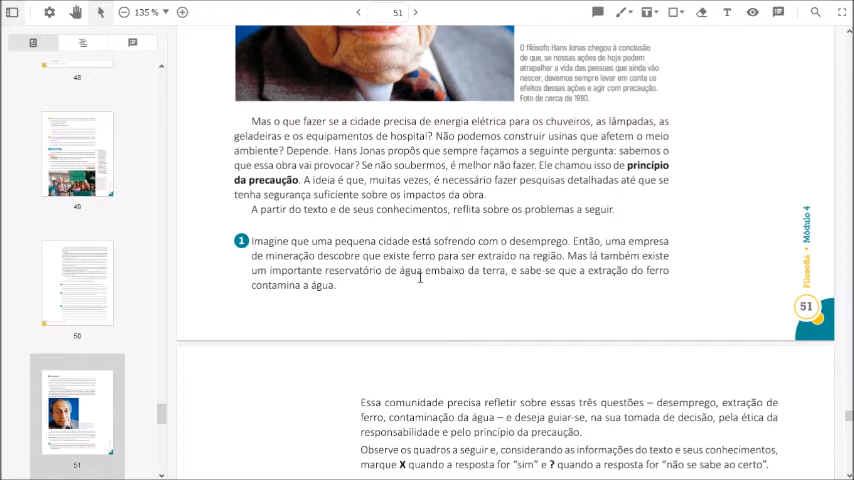 135 %
51
48
49
50
51
O filósofo Hans Jonas chegou à conclusão
de que, se nossas ações de hoje podem
atrapalhar a vida das pessoas que ainda vão
nascer, devemos sempre levar em conta os
efeitos dessas ações e agir com precaução.
Foto de cerca de 1990.
Mas o que fazer se a cidade precisa de energia elétrica para os chuveiros, as lâmpadas, as
geladeiras e os equipamentos de hospital? Não podemos construir usinas que afetem o meio
ambiente? Depende. Hans Jonas propôs que sempre façamos a seguinte pergunta: sabemos o
que essa obra vai provocar? Se não soubermos, é melhor não fazer. Ele chamou isso de princípio
da precaução. A ideia é que, muitas vezes, é necessário fazer pesquisas detalhadas até que se
tenha segurança suficiente sobre os impactos da obra.
A partir do texto e de seus conhecimentos, reflita sobre os problemas a seguir.
1 Imagine que uma pequena cidade está sofrendo com o desemprego. Então, uma empresa
de mineração descobre que existe ferro para ser extraído na região. Mas lá também existe
um importante reservatório de água embaixo da terra, e sabe-se que a extração do ferro
contamina a água.
Filosofia • Módulo 4
51
Essa comunidade precisa refletir sobre essas três questões – desemprego, extração de
ferro, contaminação da água – e deseja guiar-se, na sua tomada de decisão, pela ética da
responsabilidade e pelo princípio da precaução.
Observe os quadros a seguir e, considerando as informações do texto e seus conhecimentos,
marque X quando a resposta for “sim” e ? quando a resposta for “não se sabe ao certo”.